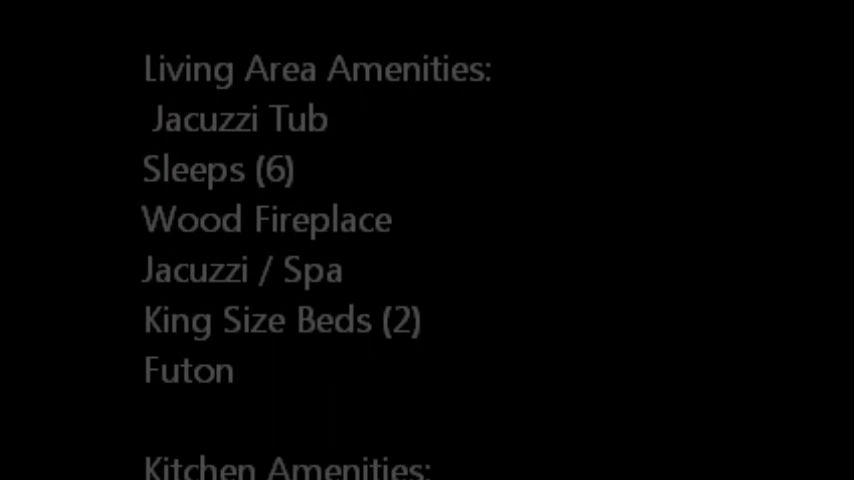 Living Area Amenities:
Jacuzzi Tub
Sleeps (6)
Wood Fireplace
Jacuzzi / Spa
King Size Beds (2)
Futon
Kitchen Amenities: